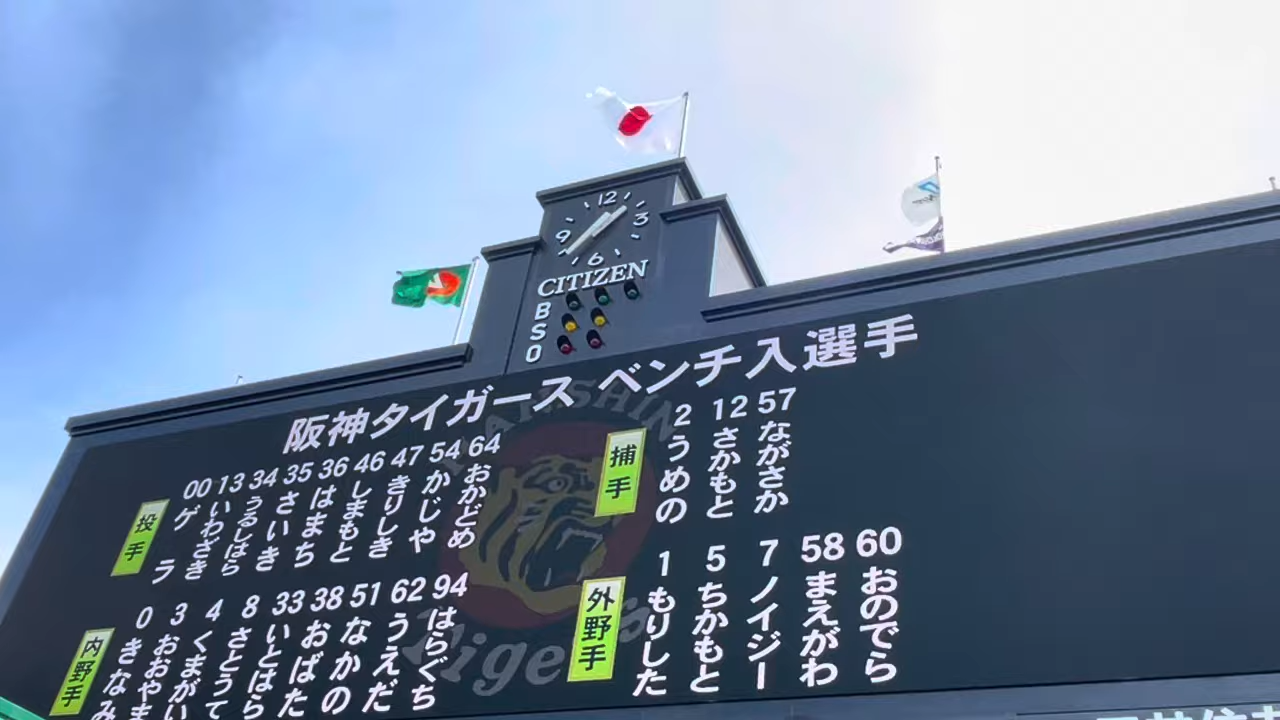 12
3
6
9
CITIZEN
B
S
O
阪神タイガース ベンチ入選手
投手
00 ゲラ
13 いわざき
34 うるしはら
35 さいき
36 はまち
46 しまもと
47 きりしき
54 かじや
64 おかどめ
捕手
2 うめの
12 さかもと
57 ながさか
内野手
0 きなみ
3 おおやま
4 くまがい
8 さとうて
33 いとはら
38 おばた
51 なかの
62 うえだ
94 はらぐち
外野手
1 もりした
5 ちかもと
7 ノイジー
58 まえがわ
60 おのでら
HANSHIN
Tigers